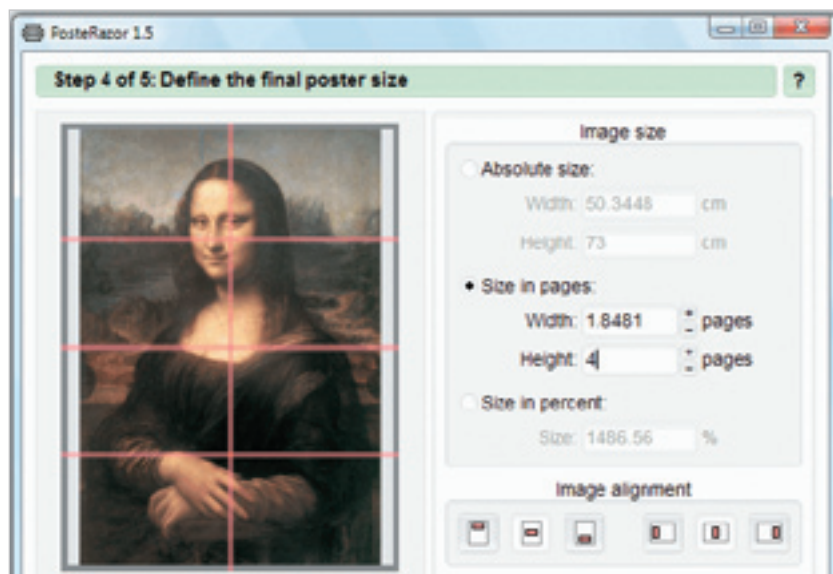 PosteRazor 1.5
Step 4 of 5: Define the final poster size
?
Image size
Absolute size:
Width: 50.3448 cm
Height: 73 cm
Size in pages:
Width: 1.8481 pages
Height: 4 pages
Size in percent:
Size: 1486.56 %
Image alignment